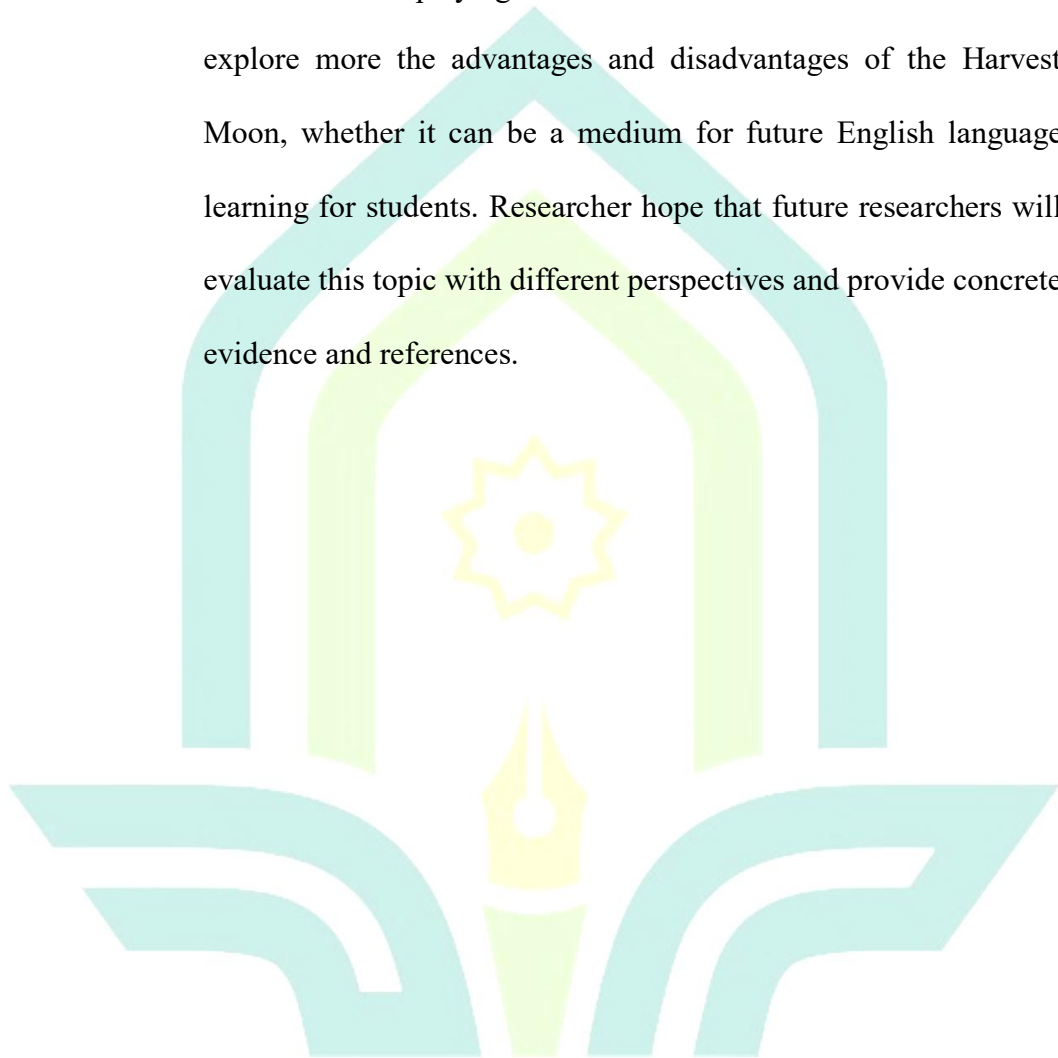 explore more the advantages and disadvantages of the Harvest
Moon, whether it can be a medium for future English language
learning for students. Researcher hope that future researchers will
evaluate this topic with different perspectives and provide concrete
evidence and references.